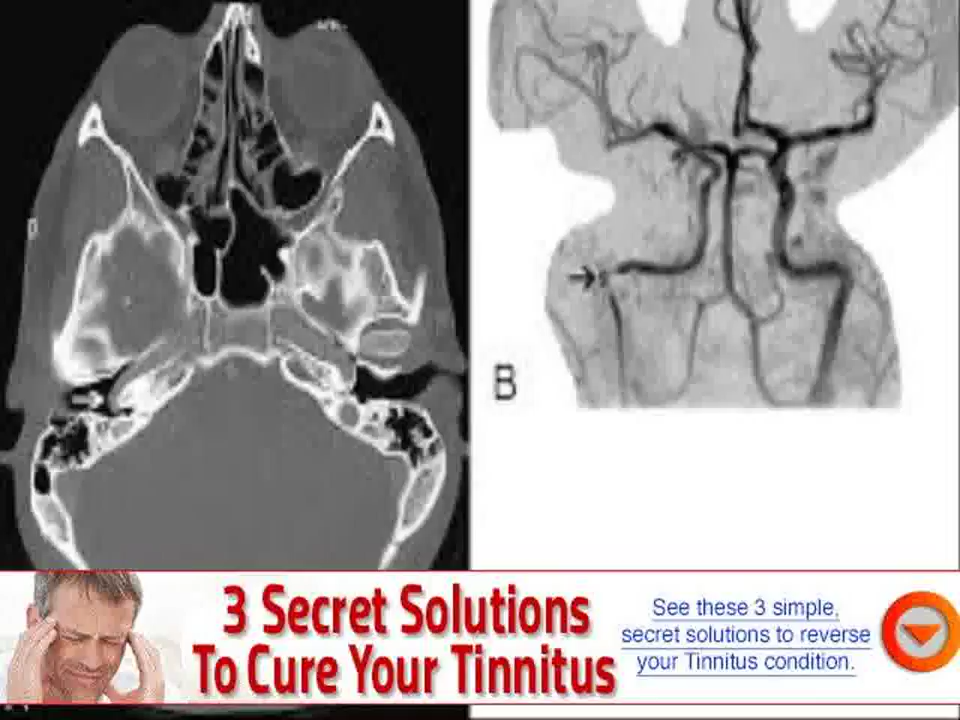 B
3 Secret Solutions
To Cure Your Tinnitus
See these 3 simple,
secret solutions to reverse
your Tinnitus condition.